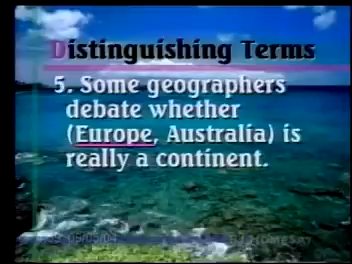 Distinguishing Terms
5. Some geographers
debate whether
(Europe, Australia) is
really a continent.